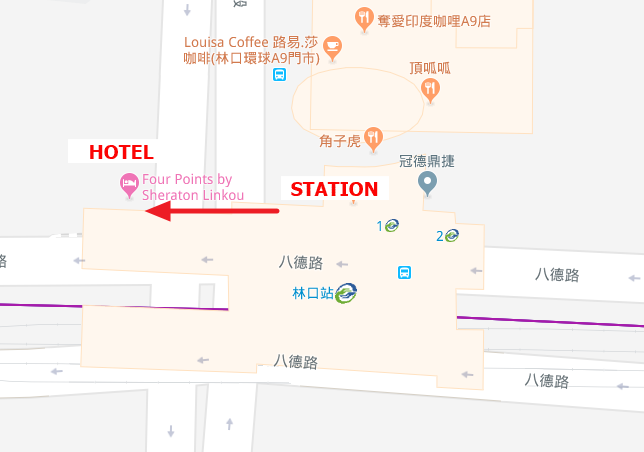 奪愛印度咖哩A9店
Louisa Coffee 路易.莎
咖啡(林口環球A9門市)
頂呱呱
角子虎
冠德鼎捷
HOTEL
Four Points by
Sheraton Linkou
STATION
1
2
八德路
八德路
林口站
路
八德路
八德路